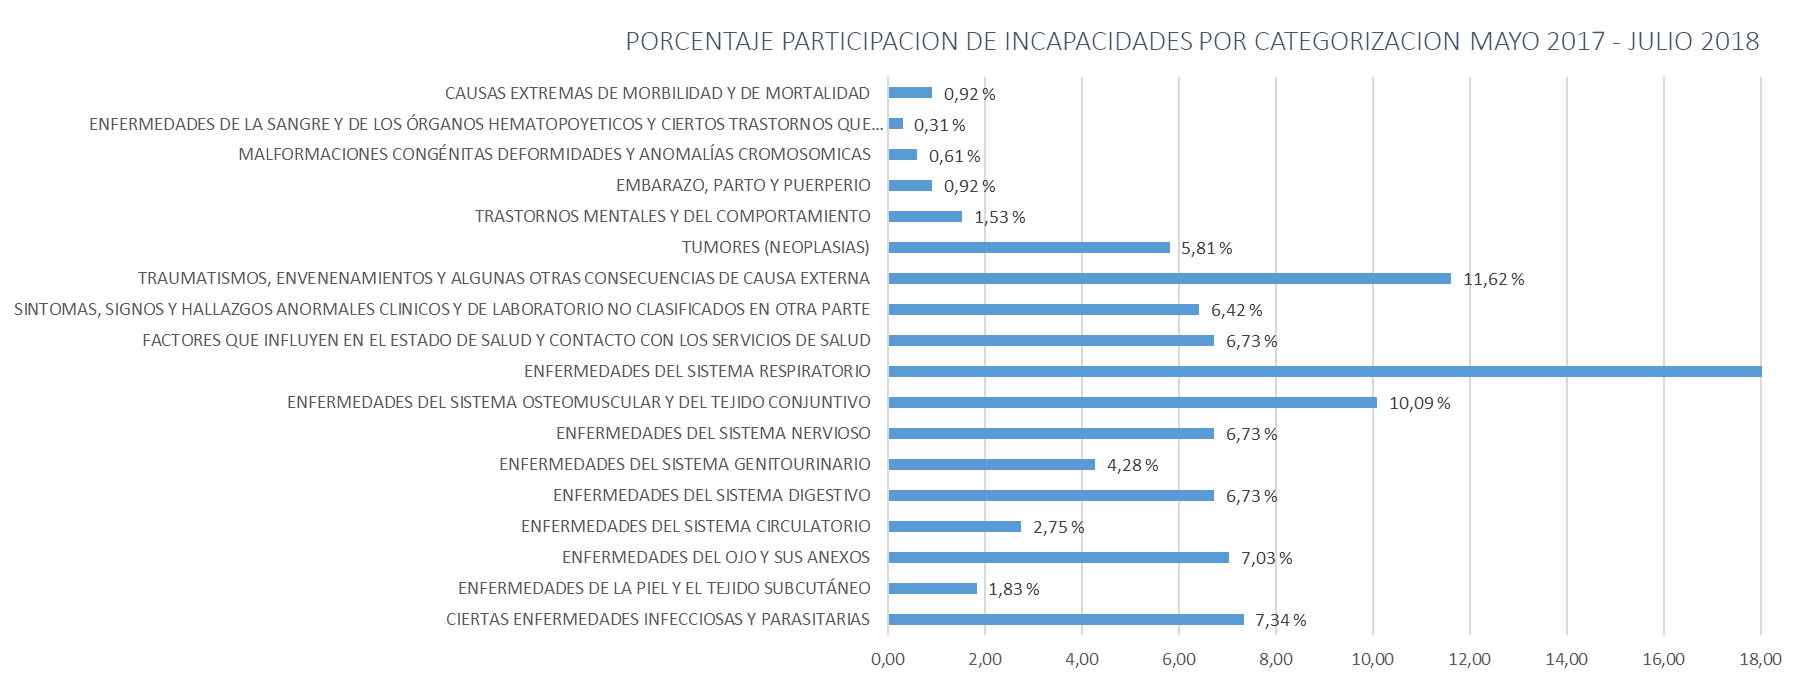 PORCENTAJE PARTICIPACION DE INCAPACIDADES POR CATEGORIZACION MAYO 2017 - JULIO 2018
CAUSAS EXTREMAS DE MORBILIDAD Y DE MORTALIDAD 0,92 %
ENFERMEDADES DE LA SANGRE Y DE LOS ÓRGANOS HEMATOPOYETICOS Y CIERTOS TRASTORNOS QUE... 0,31 %
MALFORMACIONES CONGÉNITAS DEFORMIDADES Y ANOMALÍAS CROMOSOMICAS 0,61 %
EMBARAZO, PARTO Y PUERPERIO 0,92 %
TRASTORNOS MENTALES Y DEL COMPORTAMIENTO 1,53 %
TUMORES (NEOPLASIAS) 5,81 %
TRAUMATISMOS, ENVENENAMIENTOS Y ALGUNAS OTRAS CONSECUENCIAS DE CAUSA EXTERNA 11,62 %
SINTOMAS, SIGNOS Y HALLAZGOS ANORMALES CLINICOS Y DE LABORATORIO NO CLASIFICADOS EN OTRA PARTE 6,42 %
FACTORES QUE INFLUYEN EN EL ESTADO DE SALUD Y CONTACTO CON LOS SERVICIOS DE SALUD 6,73 %
ENFERMEDADES DEL SISTEMA RESPIRATORIO
ENFERMEDADES DEL SISTEMA OSTEOMUSCULAR Y DEL TEJIDO CONJUNTIVO 10,09 %
ENFERMEDADES DEL SISTEMA NERVIOSO 6,73 %
ENFERMEDADES DEL SISTEMA GENITOURINARIO 4,28 %
ENFERMEDADES DEL SISTEMA DIGESTIVO 6,73 %
ENFERMEDADES DEL SISTEMA CIRCULATORIO 2,75 %
ENFERMEDADES DEL OJO Y SUS ANEXOS 7,03 %
ENFERMEDADES DE LA PIEL Y EL TEJIDO SUBCUTÁNEO 1,83 %
CIERTAS ENFERMEDADES INFECCIOSAS Y PARASITARIAS 7,34 %
0,00 2,00 4,00 6,00 8,00 10,00 12,00 14,00 16,00 18,00